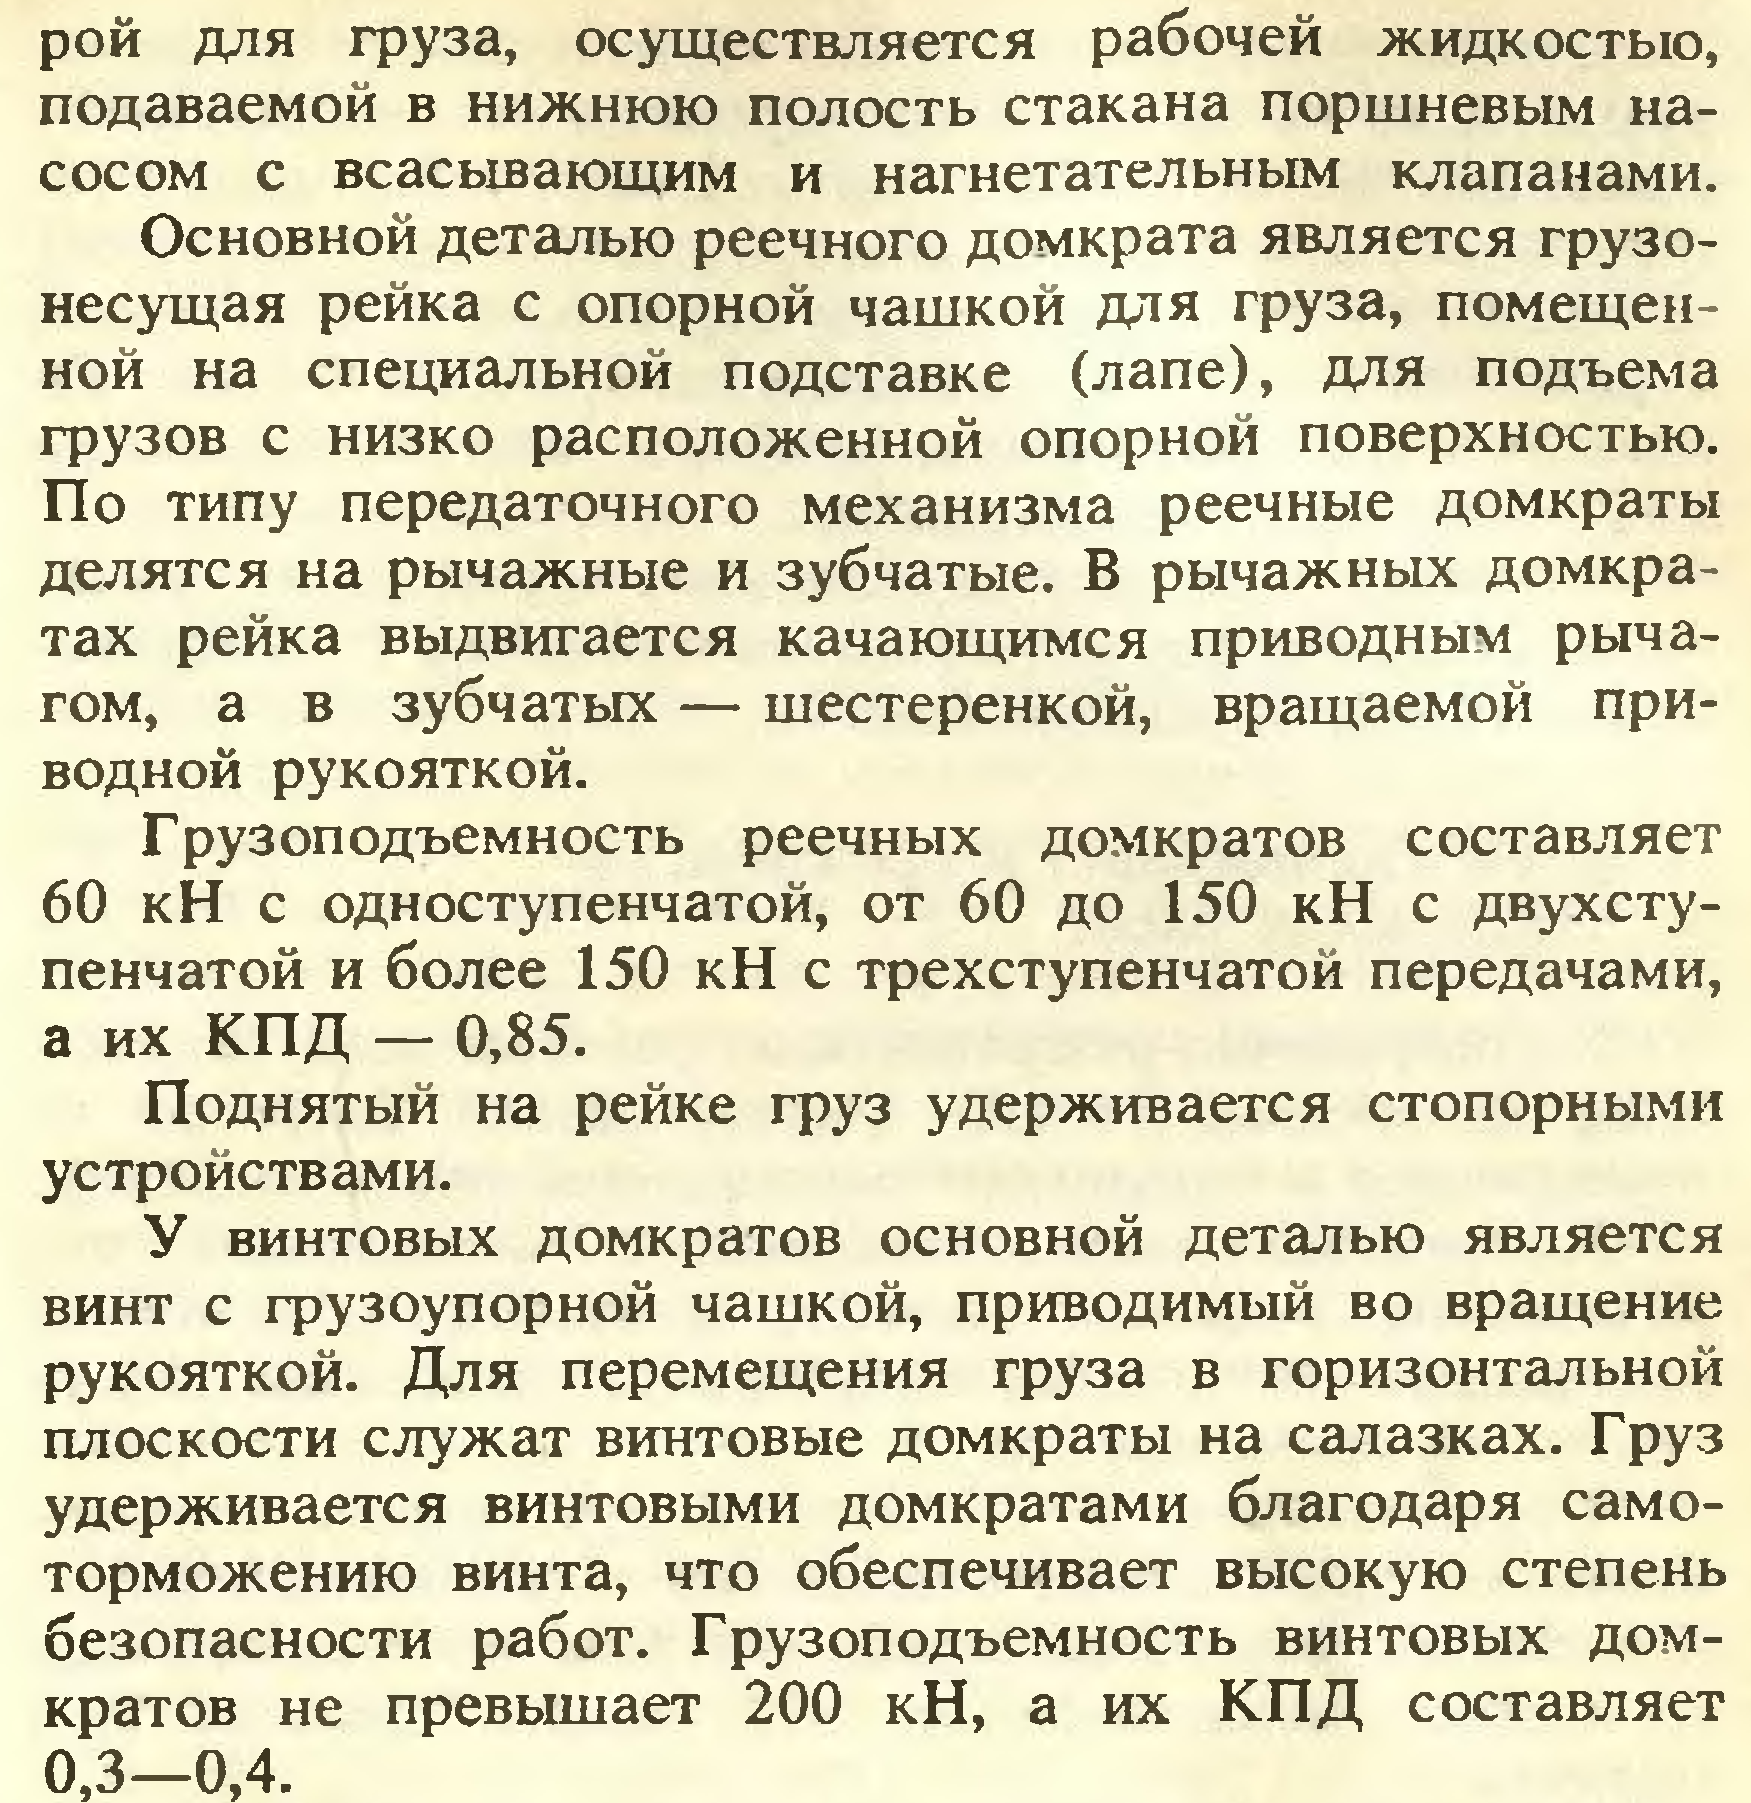 рой для груза, осуществляется рабочей жидкостью,
подаваемой в нижнюю полость стакана поршневым на-
сосом с всасывающим и нагнетательным клапанами.
Основной деталью реечного домкрата является грузо-
несущая рейка с опорной чашкой для груза, помещен-
ной на специальной подставке (лапе), для подъема
грузов с низко расположенной опорной поверхностью.
По типу передаточного механизма реечные домкраты
делятся на рычажные и зубчатые. В рычажных домкра-
тах рейка выдвигается качающимся приводным рыча-
гом, а в зубчатых — шестеренкой, вращаемой при-
водной рукояткой.
Грузоподъемность реечных домкратов составляет
60 кН с одноступенчатой, от 60 до 150 кН с двухсту-
пенчатой и более 150 кН с трехступенчатой передачами,
а их КПД — 0,85.
Поднятый на рейке груз удерживается стопорными
устройствами.
У винтовых домкратов основной деталью является
винт с грузоупорной чашкой, приводимый во вращение
рукояткой. Для перемещения груза в горизонтальной
плоскости служат винтовые домкраты на салазках. Груз
удерживается винтовыми домкратами благодаря само-
торможению винта, что обеспечивает высокую степень
безопасности работ. Грузоподъемность винтовых дом-
кратов не превышает 200 кН, а их КПД составляет
0,3—0,4.